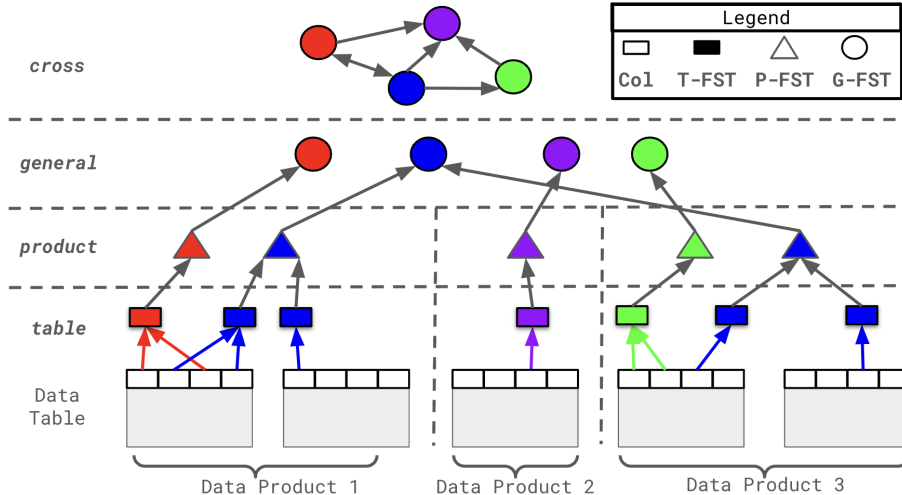 Legend
Col T-FST P-FST G-FST
cross
general
product
table
Data
Table
Data Product 1
Data Product 2
Data Product 3